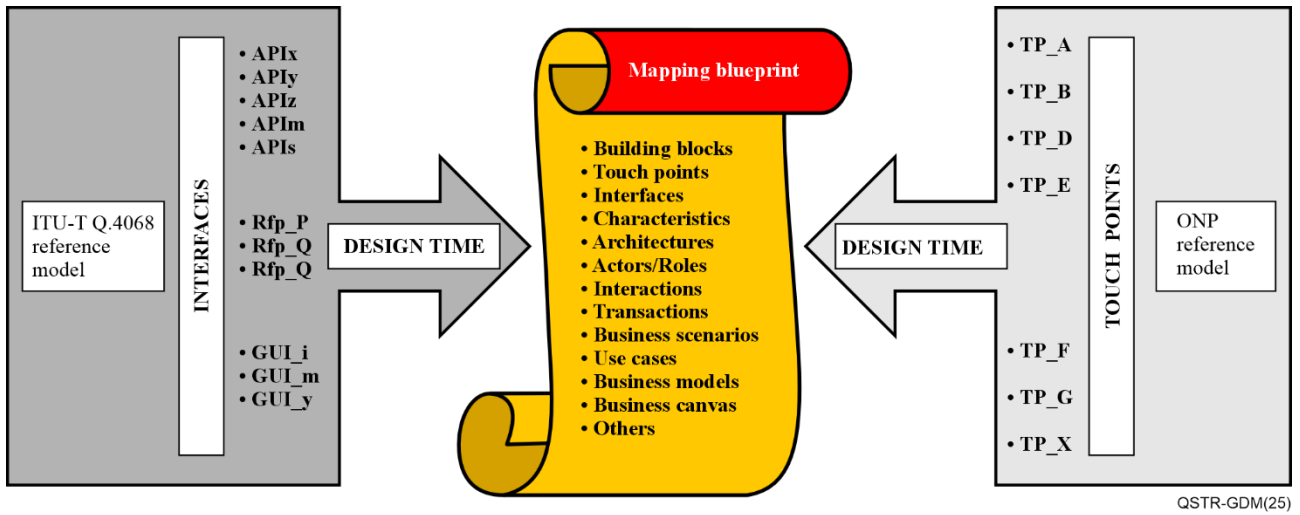 ITU-T Q.4068
reference
model
INTERFACES
• APIx
• APIy
• APIz
• APIm
• APIs
• Rfp_P
• Rfp_Q
• Rfp_Q
• GUI_i
• GUI_m
• GUI_y
DESIGN TIME
Mapping blueprint
• Building blocks
• Touch points
• Interfaces
• Characteristics
• Architectures
• Actors/Roles
• Interactions
• Transactions
• Business scenarios
• Use cases
• Business models
• Business canvas
• Others
DESIGN TIME
• TP_A
• TP_B
• TP_D
• TP_E
• TP_F
• TP_G
• TP_X
TOUCH POINTS
ONP
reference
model
QSTR-GDM(25)